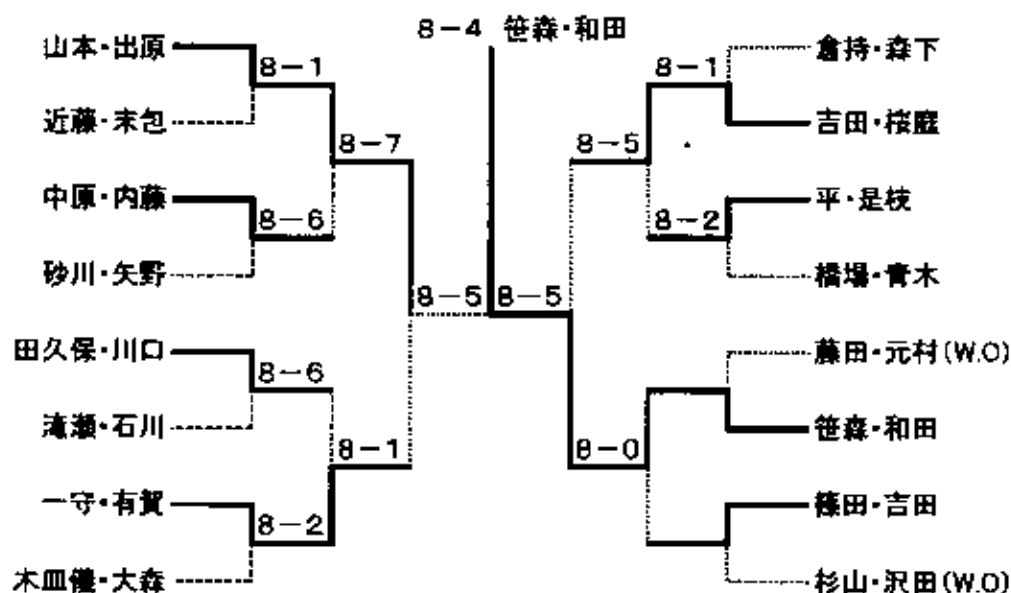 8-4 笹森・和田
山本・出原
8-1
近藤・末包
8-7
中原・内藤
8-6
砂川・矢野
8-5
田久保・川口
8-6
滝瀬・石川
8-1
一守・有賀
8-2
木皿儀・大森
倉持・森下
8-1
吉田・桜庭
8-5
平・是枝
8-2
橋場・青木
8-5
藤田・元村(W.O)
笹森・和田
8-0
篠田・吉田
杉山・沢田(W.O)